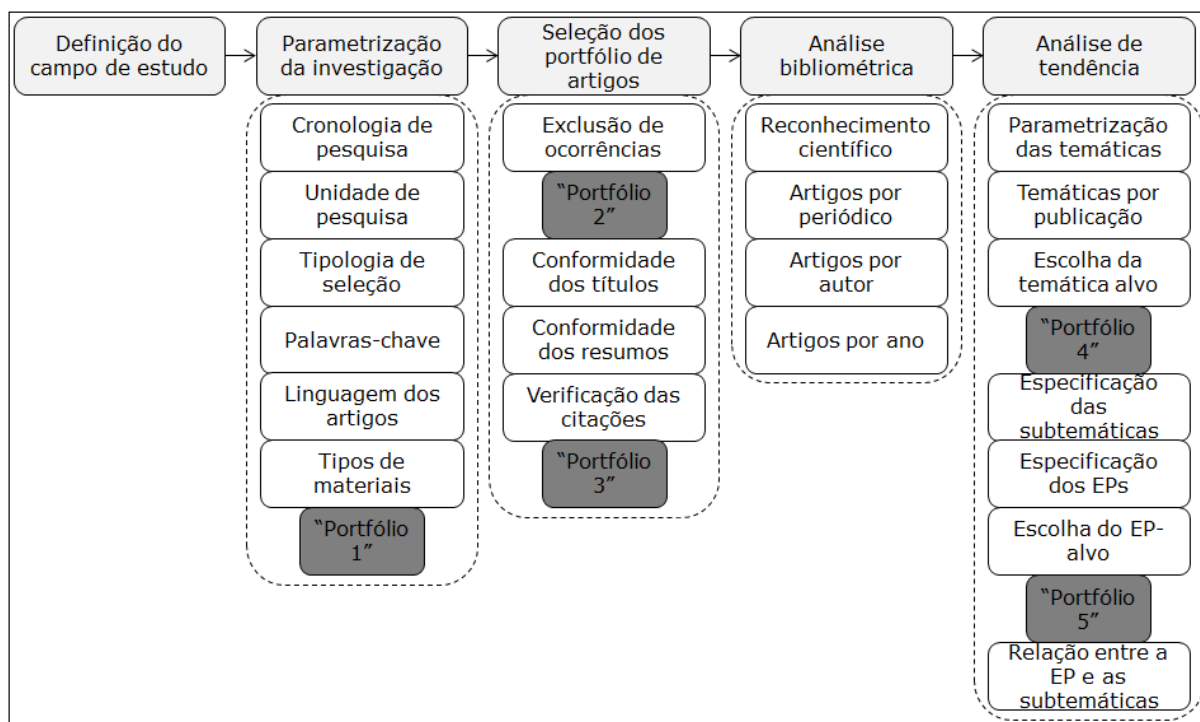 Definição do
campo de estudo
Parametrização
da investigação
Seleção dos
portfólio de
artigos
Análise
bibliométrica
Análise de
tendência
Cronologia de
pesquisa
Unidade de
pesquisa
Tipologia de
seleção
Palavras-chave
Linguagem dos
artigos
Tipos de
materiais
“Portfólio
1”
Exclusão de
ocorrências
“Portfólio
2”
Conformidade
dos títulos
Conformidade
dos resumos
Verificação das
citações
“Portfólio
3”
Reconhecimento
científico
Artigos por
periódico
Artigos por
autor
Artigos por ano
Parametrização
das temáticas
Temáticas por
publicação
Escolha da
temática alvo
“Portfólio
4”
Especificação
das
subtemáticas
Especificação
dos EPs
Escolha do EP-
alvo
“Portfólio
5”
Relação entre a
EP e as
subtemáticas